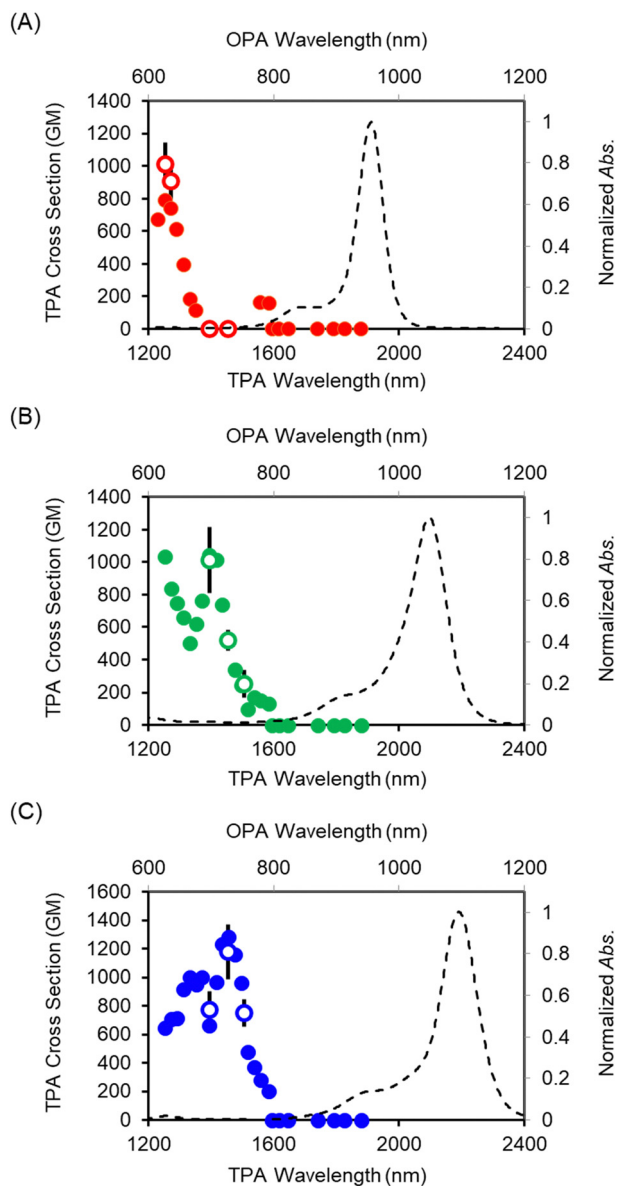 (A)
OPA Wavelength (nm)
600 800 1000 1200
TPA Cross Section (GM)
1400
1200
1000
800
600
400
200
0
1
0.8
0.6
0.4
0.2
0
Normalized Abs.
1200 1600 2000 2400
TPA Wavelength (nm)
(B)
OPA Wavelength (nm)
600 800 1000 1200
TPA Cross Section (GM)
1400
1200
1000
800
600
400
200
0
1
0.8
0.6
0.4
0.2
0
Normalized Abs.
1200 1600 2000 2400
TPA Wavelength (nm)
(C)
OPA Wavelength (nm)
600 800 1000 1200
TPA Cross Section (GM)
1600
1400
1200
1000
800
600
400
200
0
1
0.8
0.6
0.4
0.2
0
Normalized Abs.
1200 1600 2000 2400
TPA Wavelength (nm)